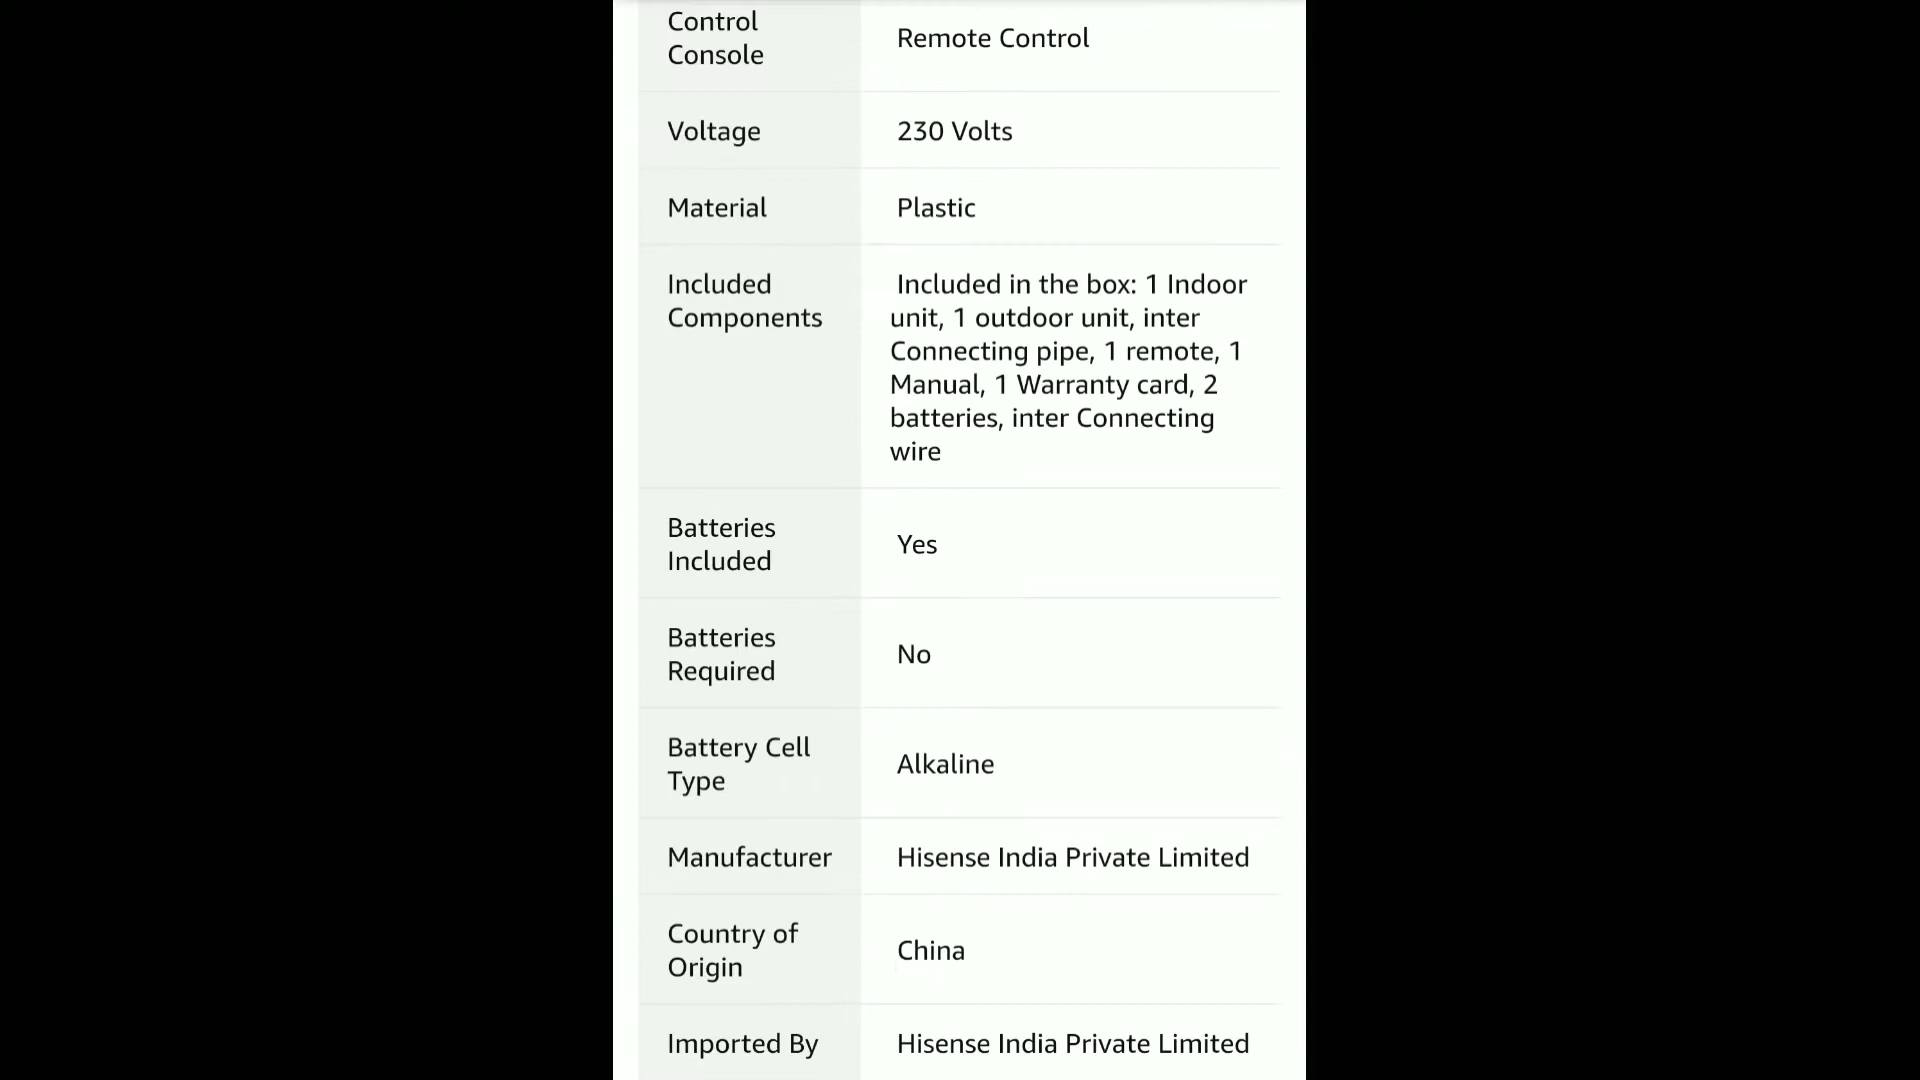 Control
Console
Remote Control
Voltage
230 Volts
Material
Plastic
Included
Components
Included in the box: 1 Indoor
unit, 1 outdoor unit, inter
Connecting pipe, 1 remote, 1
Manual, 1 Warranty card, 2
batteries, inter Connecting
wire
Batteries
Included
Yes
Batteries
Required
No
Battery Cell
Type
Alkaline
Manufacturer
Hisense India Private Limited
Country of
Origin
China
Imported By
Hisense India Private Limited